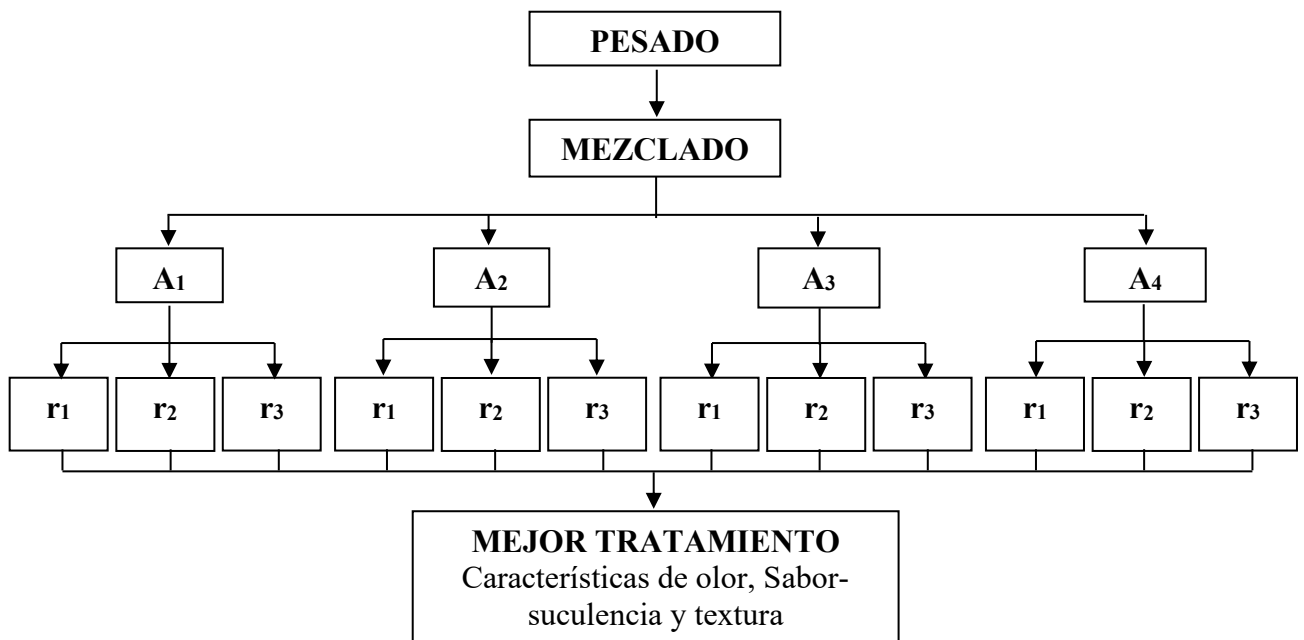 PESADO
MEZCLADO
A1 A2 A3 A4
r1 r2 r3 r1 r2 r3 r1 r2 r3 r1 r2 r3
MEJOR TRATAMIENTO
Características de olor, Sabor-
suculencia y textura